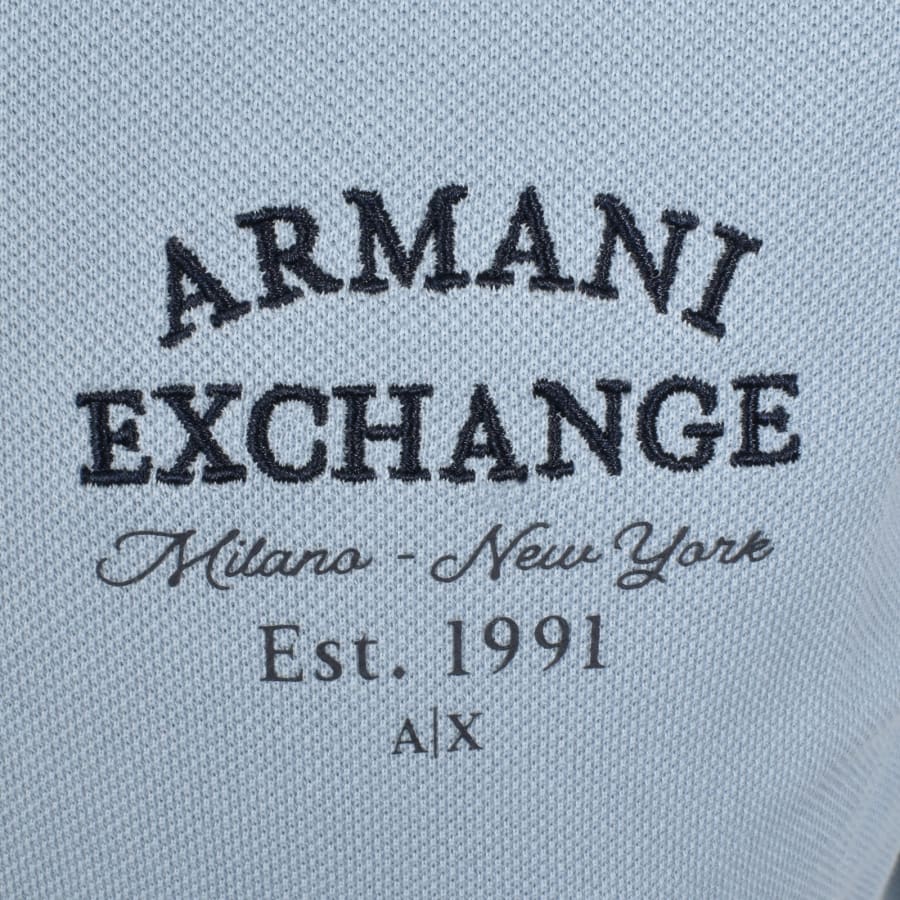 ARMANI
EXCHANGE
Milano - New York
Est. 1991
A|X